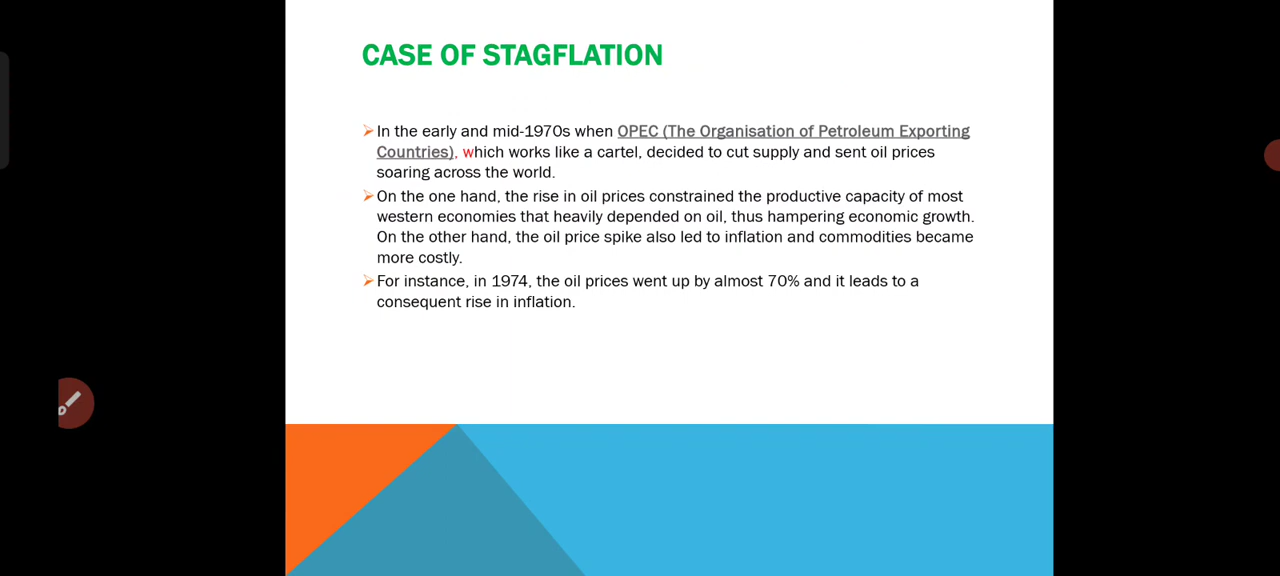 CASE OF STAGFLATION
In the early and mid-1970s when OPEC (The Organisation of Petroleum Exporting
Countries), which works like a cartel, decided to cut supply and sent oil prices
soaring across the world.
On the one hand, the rise in oil prices constrained the productive capacity of most
western economies that heavily depended on oil, thus hampering economic growth.
On the other hand, the oil price spike also led to inflation and commodities became
more costly.
For instance, in 1974, the oil prices went up by almost 70% and it leads to a
consequent rise in inflation.